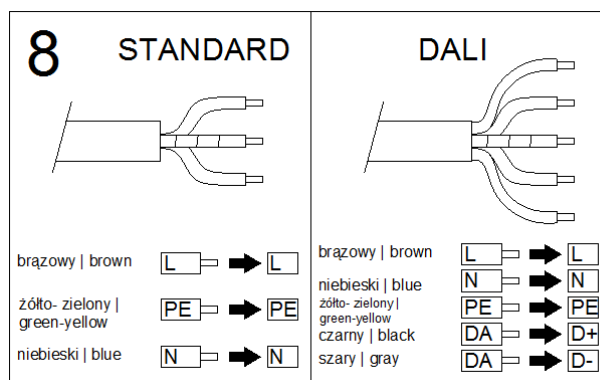 8 STANDARD
brązowy | brown L L
żółto- zielony |
green-yellow PE PE
niebieski | blue N N
DALI
brązowy | brown L L
niebieski | blue N N
żółto- zielony |
green-yellow PE PE
czarny | black DA D+
szary | gray DA D-